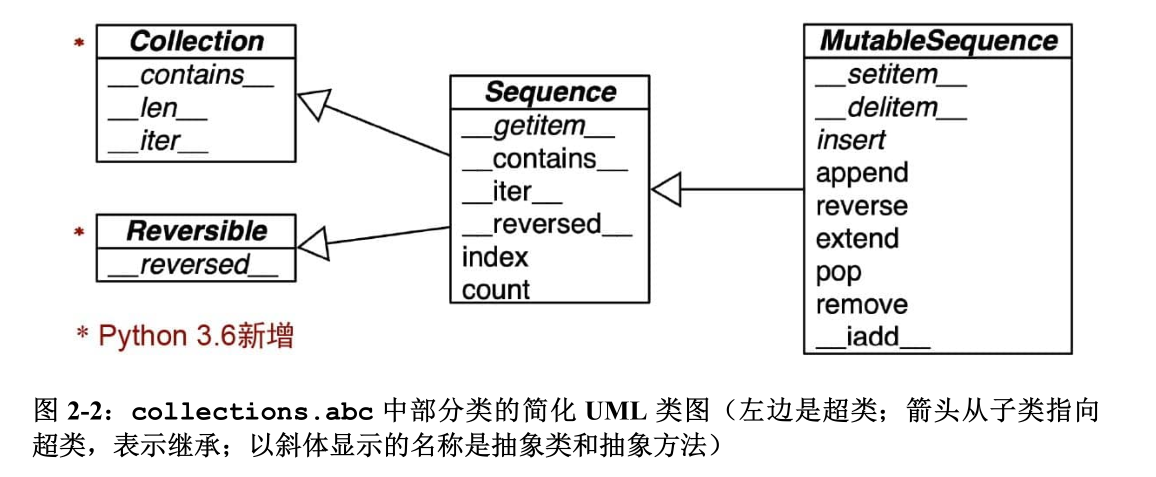 * Collection
__contains__
__len__
__iter__
* Reversible
__reversed__
* Python 3.6新增
Sequence
__getitem__
__contains__
__iter__
__reversed__
index
count
MutableSequence
__setitem__
__delitem__
insert
append
reverse
extend
pop
remove
__iadd__
图 2-2：collections.abc 中部分类的简化 UML 类图（左边是超类；箭头从子类指向
超类，表示继承；以斜体显示的名称是抽象类和抽象方法）